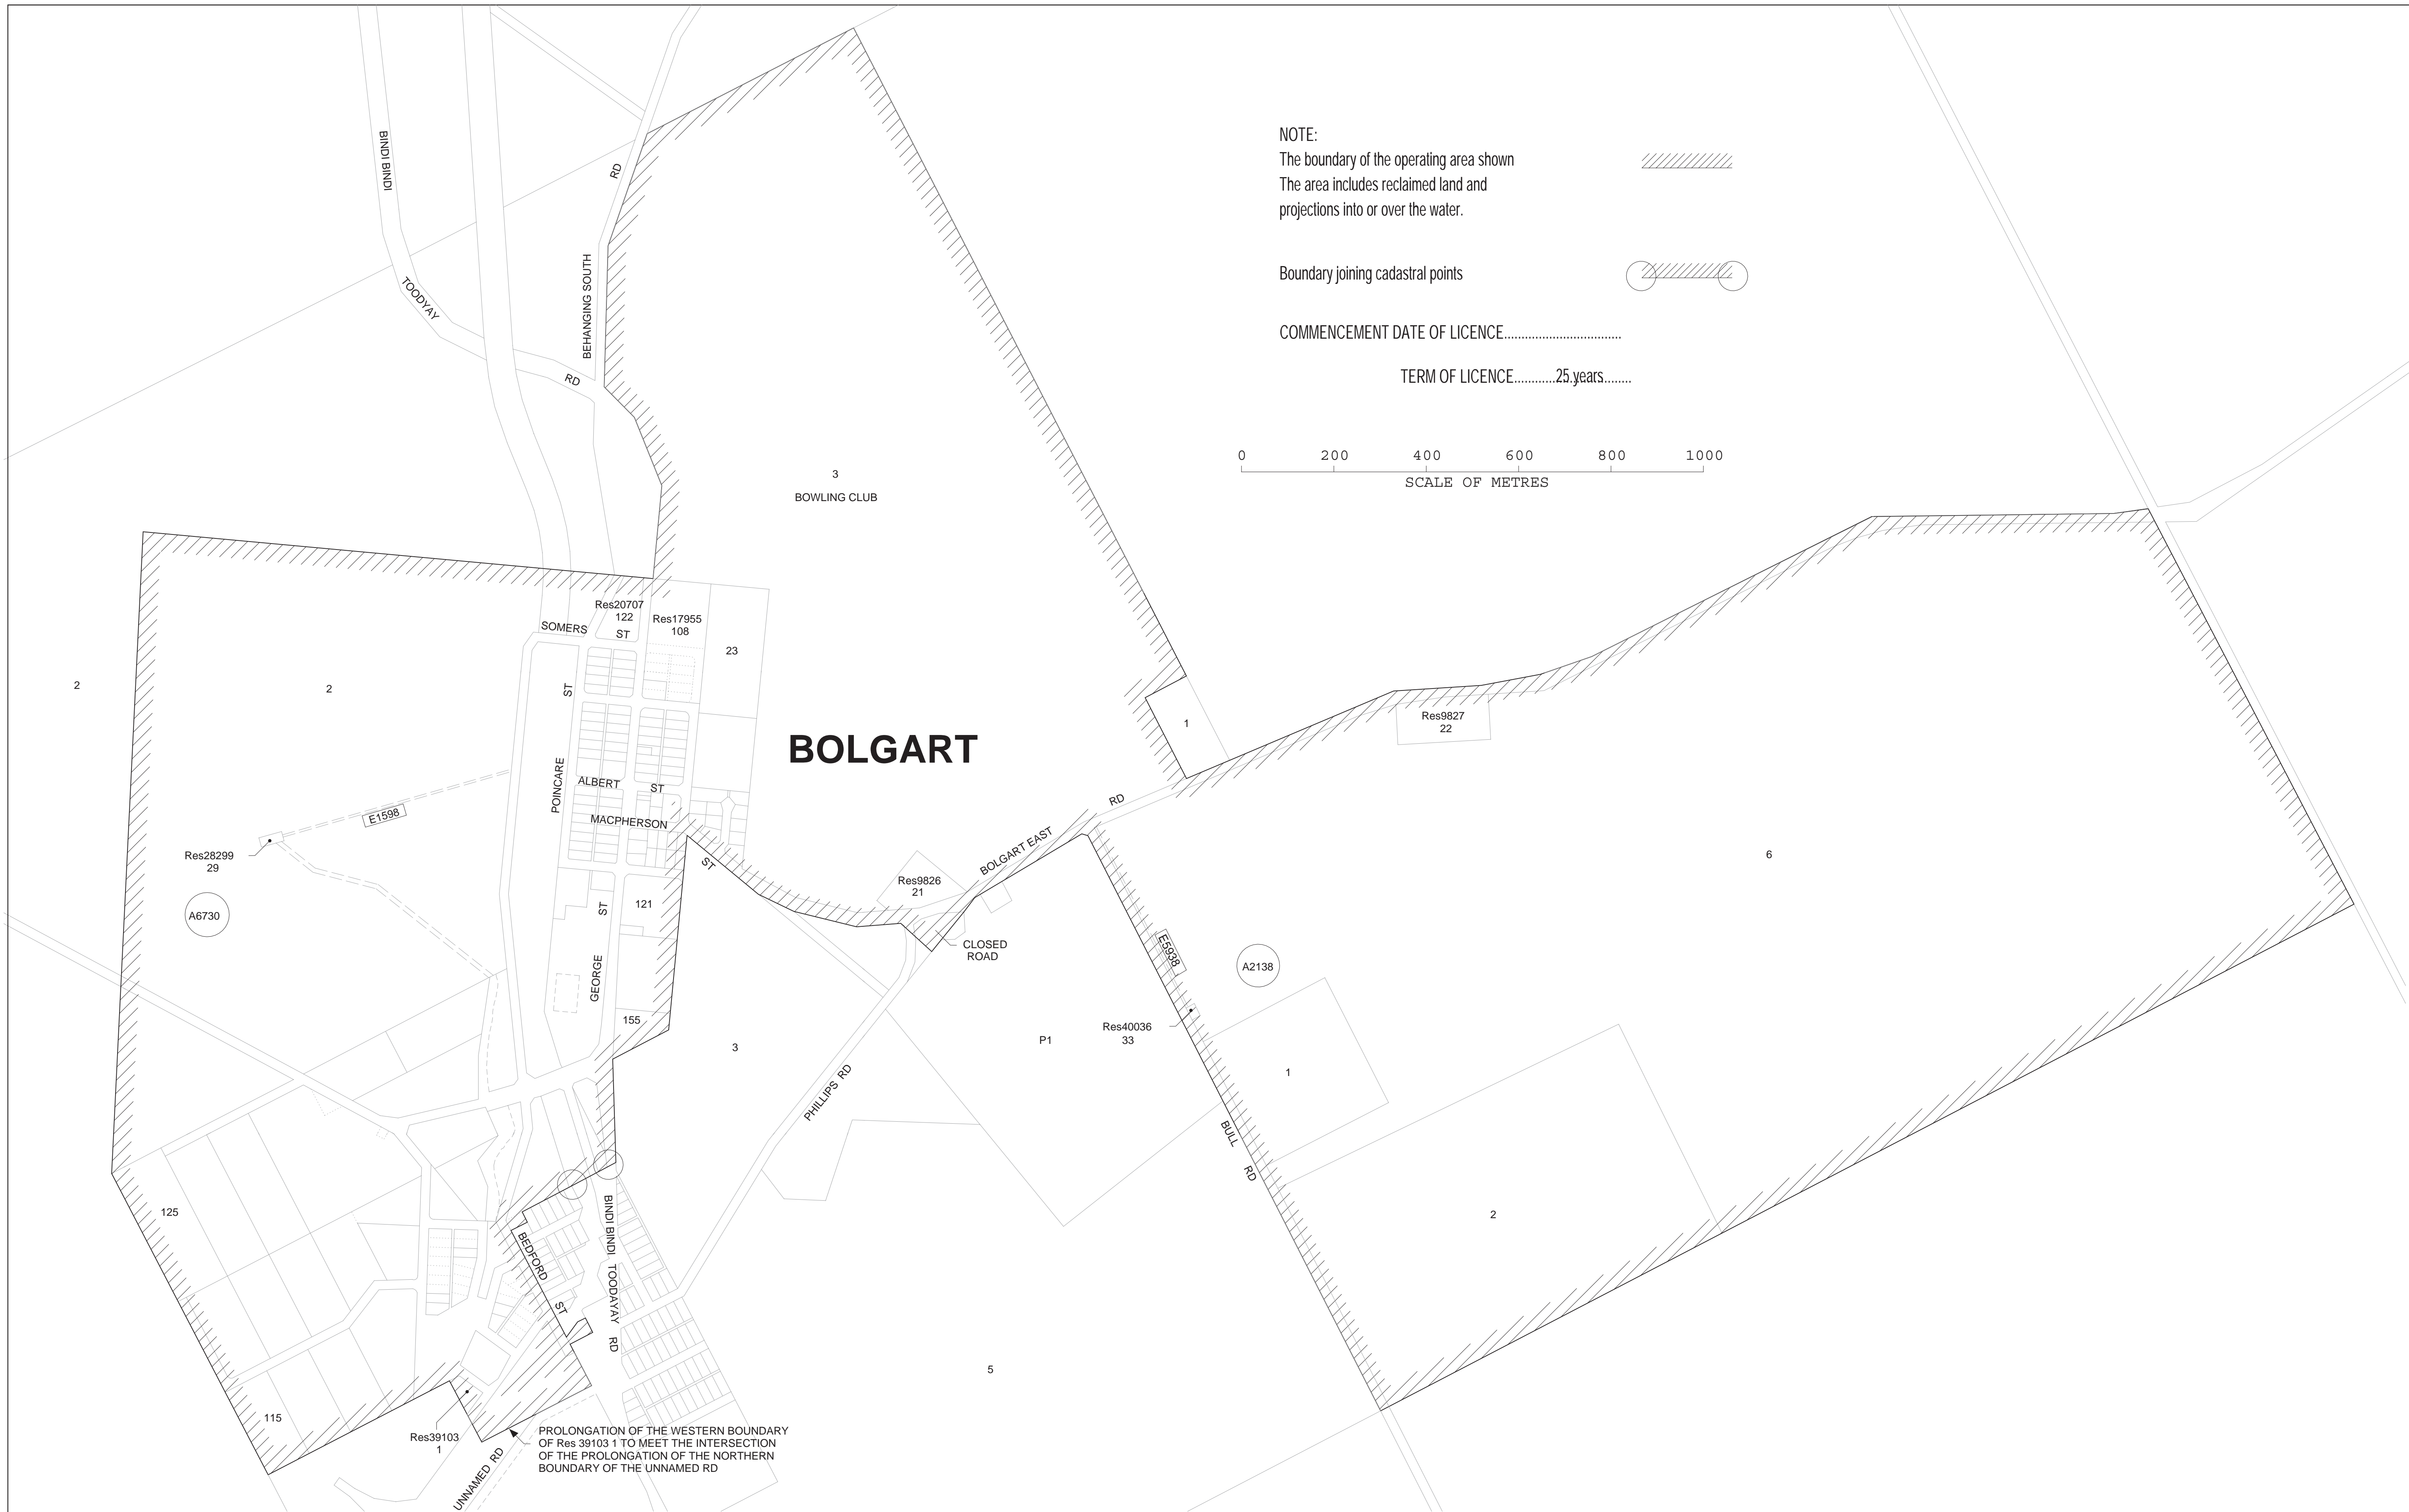 NOTE:
The boundary of the operating area shown
The area includes reclaimed land and
projections into or over the water.
Boundary joining cadastral points
COMMENCEMENT DATE OF LICENCE..................................
TERM OF LICENCE............25 years..........
0 200 400 600 800 1000
SCALE OF METRES
BINDI BINDI
TOODYAY
RD
BEHANGING SOUTH
RD
3
BOWLING CLUB
Res20707
122
Res17955
108
SOMERS
ST
23
2
2
ST
BOLGART
1
Res9827
22
POINCARE
ALBERT
ST
E1598
MACPHERSON
ST
RD
BOLGART EAST
Res28299
29
6
Res9826
21
A6730
121
ST
CLOSED
ROAD
E5938
A2138
GEORGE
155
Res40036
33
P1
3
1
PHILLIPS RD
BULL
RD
125
2
BEDFORD
ST
BINDI BINDI
TOODAYAY
RD
5
115
Res39103
1
PROLONGATION OF THE WESTERN BOUNDARY
OF Res 39103 1 TO MEET THE INTERSECTION
OF THE PROLONGATION OF THE NORTHERN
BOUNDARY OF THE UNNAMED RD
UNNAMED RD